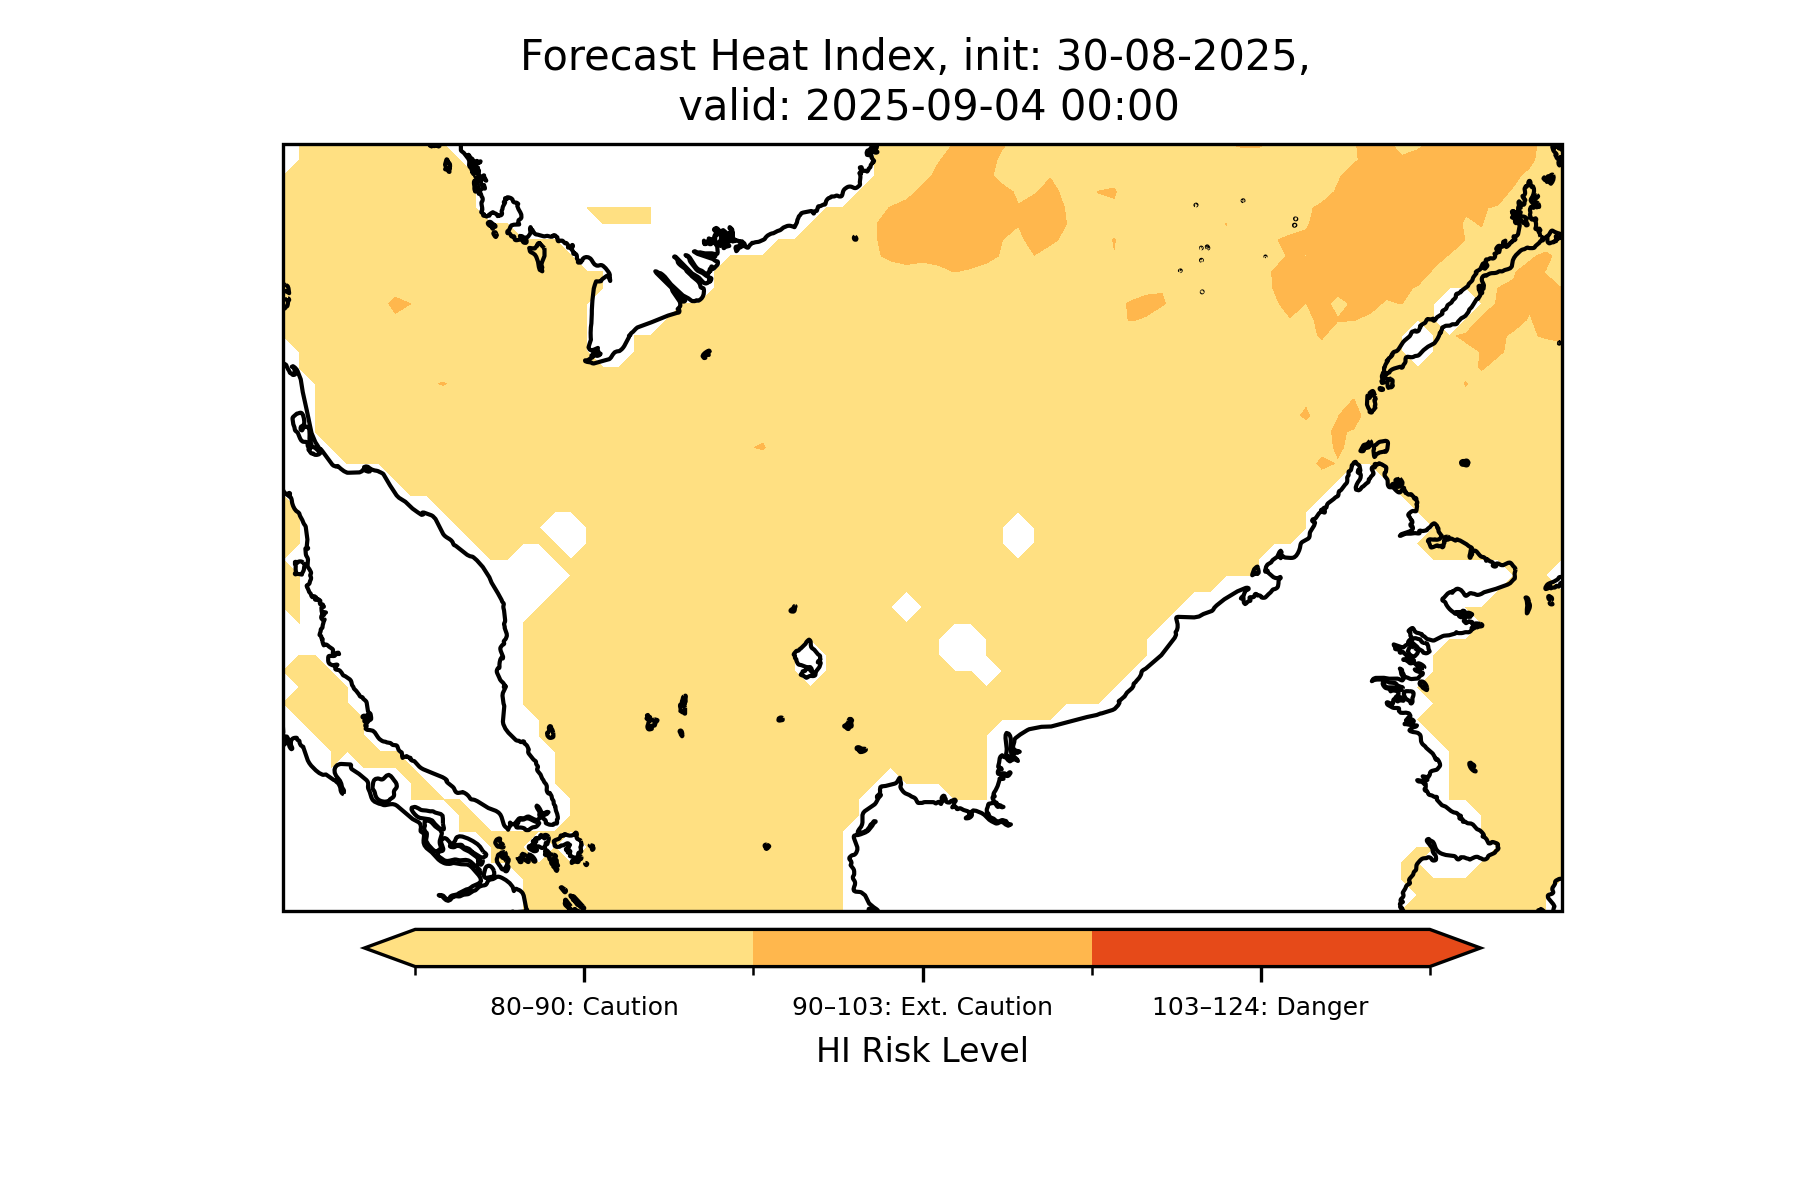 Forecast Heat Index, init: 30-08-2025,
valid: 2025-09-04 00:00
80–90: Caution
90–103: Ext. Caution
103–124: Danger
HI Risk Level